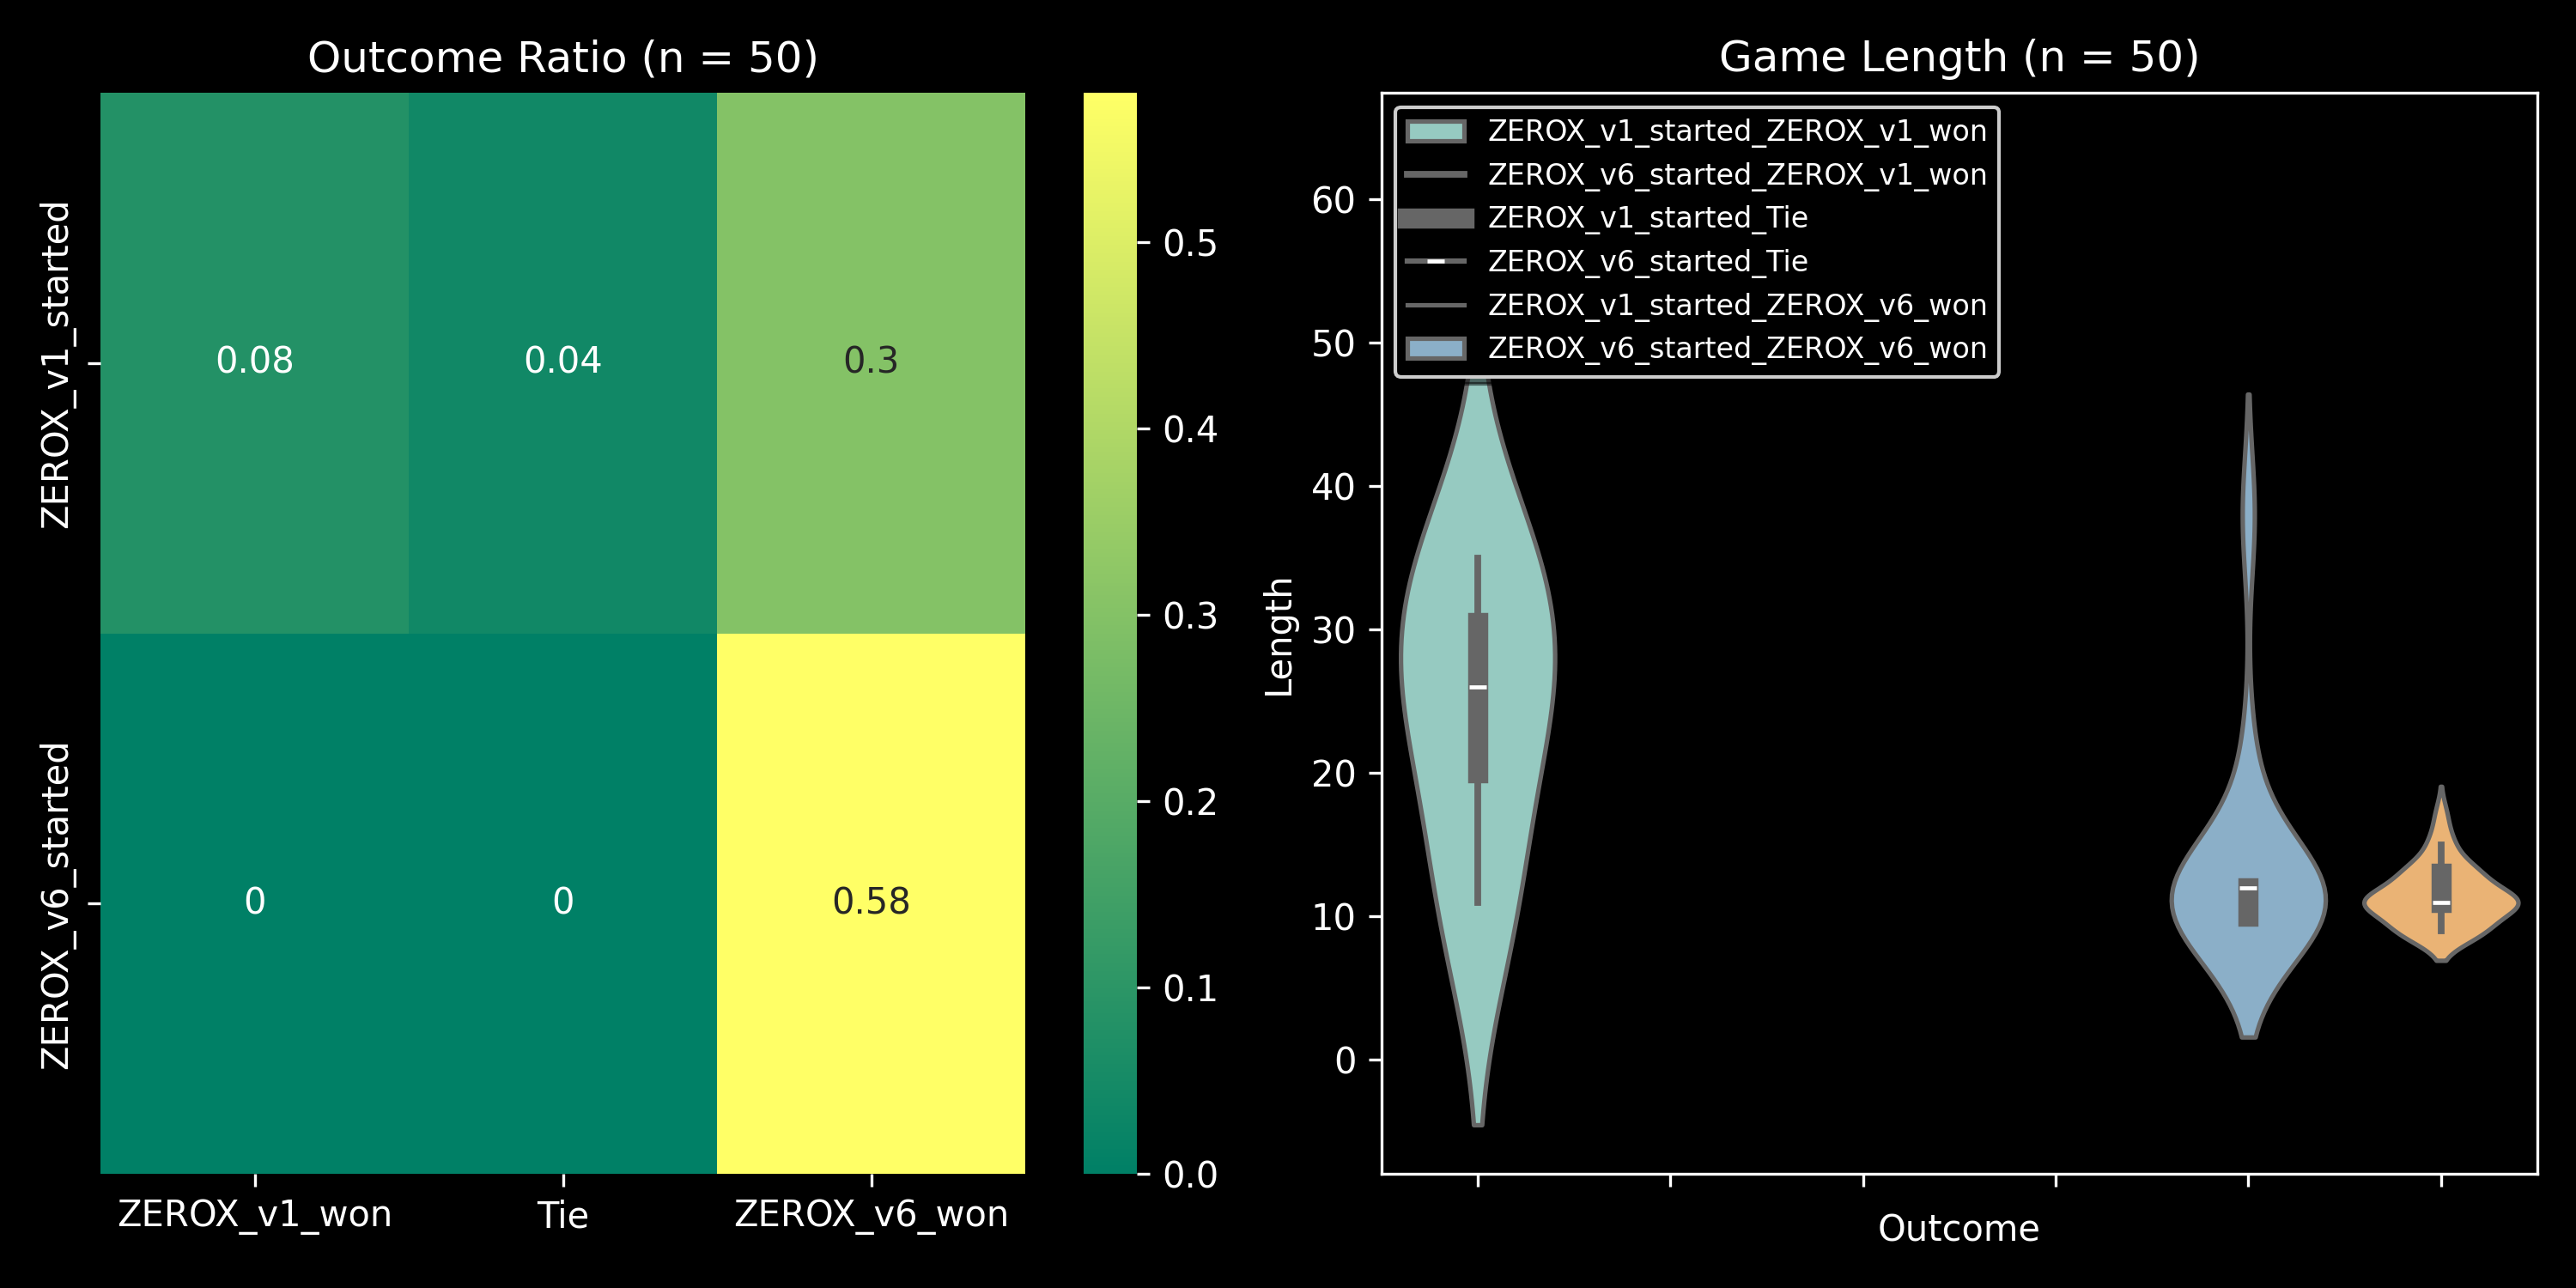 Outcome Ratio (n = 50)
ZEROX_v1_started
ZEROX_v6_started
0.08
0.04
0.3
0
0
0.58
ZEROX_v1_won
Tie
ZEROX_v6_won
0.5
0.4
0.3
0.2
0.1
0.0
Game Length (n = 50)
ZEROX_v1_started_ZEROX_v1_won
ZEROX_v6_started_ZEROX_v1_won
ZEROX_v1_started_Tie
ZEROX_v6_started_Tie
ZEROX_v1_started_ZEROX_v6_won
ZEROX_v6_started_ZEROX_v6_won
Length
60
50
40
30
20
10
0
Outcome